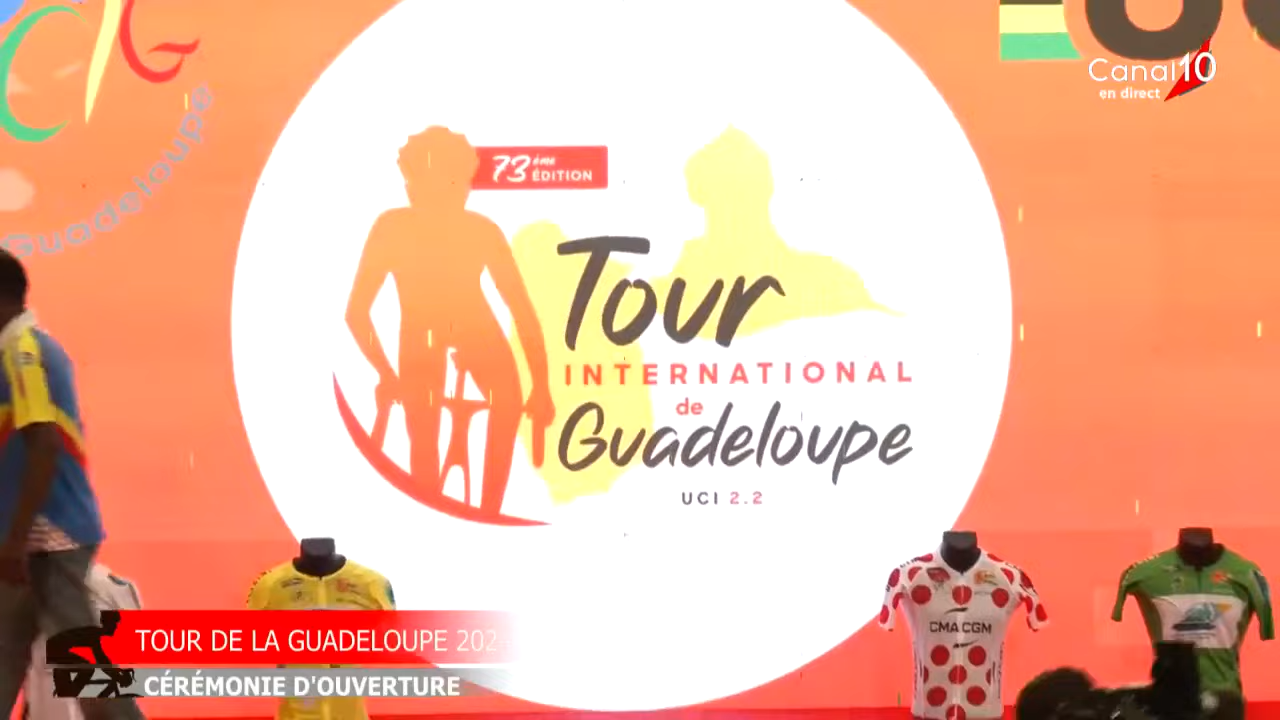 Guadeloupe
Canal10
en direct
73ème
ÉDITION
Tour
INTERNATIONAL
de
Guadeloupe
UCI 2.2
CMA CGM
TOUR DE LA GUADELOUPE 202
CÉRÉMONIE D'OUVERTURE